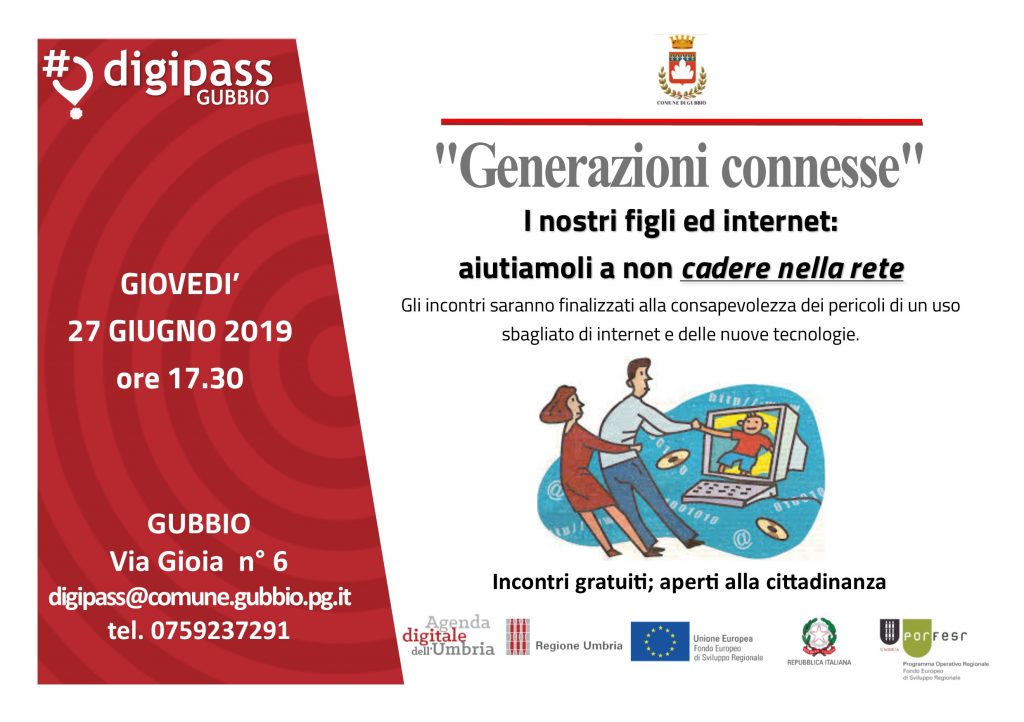 # digipass
GUBBIO
GIOVEDI’
27 GIUGNO 2019
ore 17.30
GUBBIO
Via Gioia n° 6
digipass@comune.gubbio.pg.it
tel. 0759237291
COMUNE DI GUBBIO
"Generazioni connesse"
I nostri figli ed internet:
aiutiamoli a non cadere nella rete
Gli incontri saranno finalizzati alla consapevolezza dei pericoli di un uso
sbagliato di internet e delle nuove tecnologie.
Incontri gratuiti; aperti alla cittadinanza
Agenda
digitale
dell'Umbria
Regione Umbria
Unione Europea
Fondo Europeo
di Sviluppo Regionale
REPUBBLICA ITALIANA
UMBRIA
porfesr
Programma Operativo Regionale
Fondo Europeo
di Sviluppo Regionale